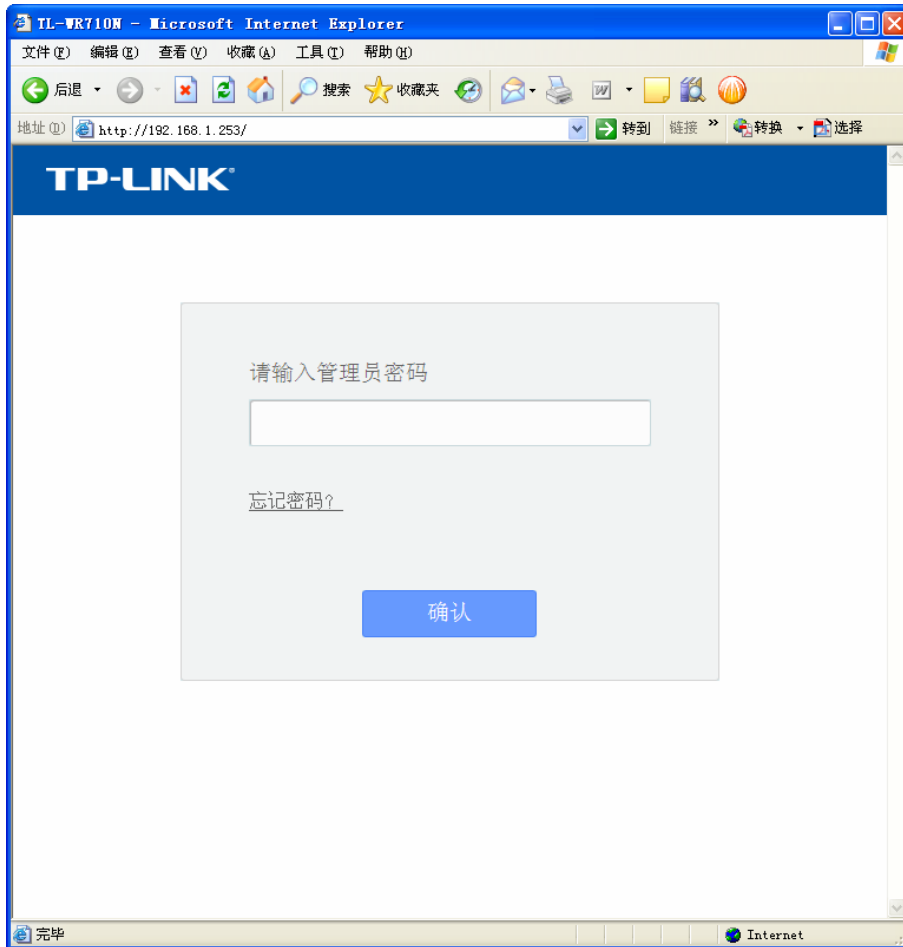 TL-WR710N - Microsoft Internet Explorer
文件(F) 编辑(E) 查看(V) 收藏(A) 工具(T) 帮助(H)
后退 搜索 收藏夹
地址(D) http://192.168.1.253/ 转到 链接 » 转换 选择
TP-LINK®
请输入管理员密码
忘记密码?
确认
完毕 Internet